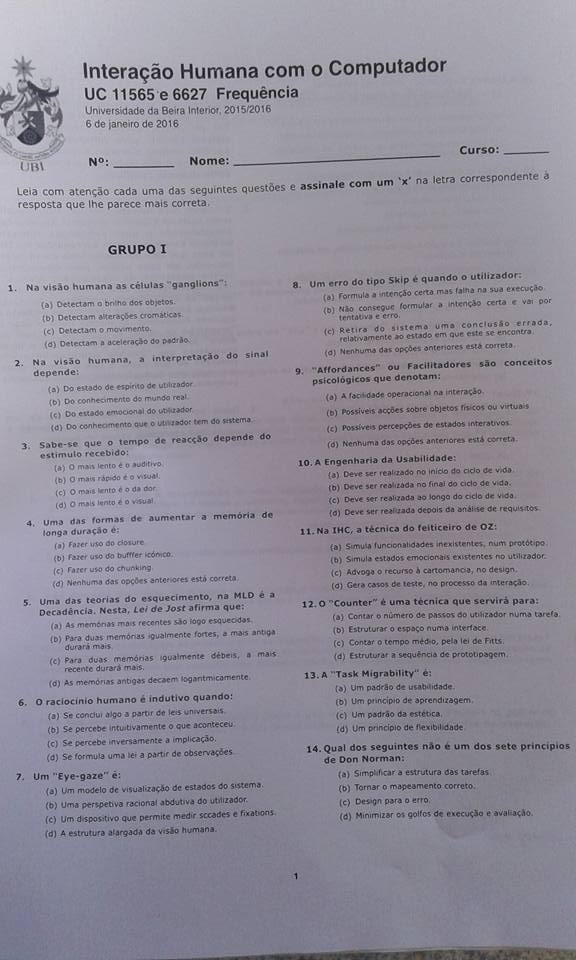 Interação Humana com o Computador
UC 11565 e 6627 Frequência
Universidade da Beira Interior, 2015/2016
6 de janeiro de 2016
UBI
Nº: ________ Nome: ________________________ Curso: ______
Leia com atenção cada uma das seguintes questões e assinale com um 'x' na letra correspondente à
resposta que lhe parece mais correta.
GRUPO I
1. Na visão humana as células "ganglions":
(a) Detectam o brilho dos objetos.
(b) Detectam alterações cromáticas.
(c) Detectam o movimento.
(d) Detectam a aceleração do padrão.
2. Na visão humana, a interpretação do sinal
depende:
(a) Do estado de espírito de utilizador.
(b) Do conhecimento do mundo real.
(c) Do estado emocional do utilizador.
(d) Do conhecimento que o utilizador tem do sistema.
3. Sabe-se que o tempo de reacção depende do
estimulo recebido:
(a) O mais lento é o auditivo.
(b) O mais rápido é o visual.
(c) O mais lento é o da dor.
(d) O mais lento é o visual.
4. Uma das formas de aumentar a memória de
longa duração é:
(a) Fazer uso do closure.
(b) Fazer uso do bufffer icónico.
(c) Fazer uso do chunking.
(d) Nenhuma das opções anteriores está correta.
5. Uma das teorias do esquecimento, na MLD é a
Decadência. Nesta, Lei de Jost afirma que:
(a) As memórias mais recentes são logo esquecidas.
(b) Para duas memórias igualmente fortes, a mais antiga
durará mais.
(c) Para duas memórias igualmente débeis, a mais
recente durará mais.
(d) As memórias antigas decaem logaritmicamente.
6. O raciocínio humano é indutivo quando:
(a) Se conclui algo a partir de leis universais.
(b) Se percebe intuitivamente o que aconteceu.
(c) Se percebe inversamente a implicação.
(d) Se formula uma lei a partir de observações.
7. Um "Eye-gaze" é:
(a) Um modelo de visualização de estados do sistema.
(b) Uma perspetiva racional abdutiva do utilizador.
(c) Um dispositivo que permite medir sccades e fixations.
(d) A estrutura alargada da visão humana.
8. Um erro do tipo Skip é quando o utilizador:
(a) Formula a intenção certa mas falha na sua execução.
(b) Não consegue formular a intenção certa e vai por
tentativa e erro.
(c) Retira do sistema uma conclusão errada,
relativamente ao estado em que este se encontra.
(d) Nenhuma das opções anteriores está correta.
9. "Affordances" ou Facilitadores são conceitos
psicológicos que denotam:
(a) A facilidade operacional na interação.
(b) Possíveis acções sobre objetos físicos ou virtuais
(c) Possíveis percepções de estados interativos.
(d) Nenhuma das opções anteriores está correta.
10. A Engenharia da Usabilidade:
(a) Deve ser realizado no início do ciclo de vida.
(b) Deve ser realizada no final do ciclo de vida.
(c) Deve ser realizada ao longo do ciclo de vida.
(d) Deve ser realizada depois da análise de requisitos.
11. Na IHC, a técnica do feiticeiro de OZ:
(a) Simula funcionalidades inexistentes, num protótipo.
(b) Simula estados emocionais existentes no utilizador.
(c) Advoga o recurso à cartomancia, no design.
(d) Gera casos de teste, no processo da interação.
12. O "Counter" é uma técnica que servirá para:
(a) Contar o número de passos do utilizador numa tarefa.
(b) Estruturar o espaço numa interface.
(c) Contar o tempo médio, pela lei de Fitts.
(d) Estruturar a sequência de prototipagem.
13. A "Task Migrability" é:
(a) Um padrão de usabilidade.
(b) Um princípio de aprendizagem.
(c) Um padrão da estética.
(d) Um princípio de flexibilidade.
14. Qual dos seguintes não é um dos sete princípios
de Don Norman:
(a) Simplificar a estrutura das tarefas.
(b) Tornar o mapeamento correto.
(c) Design para o erro.
(d) Minimizar os golfos de execução e avaliação.
1